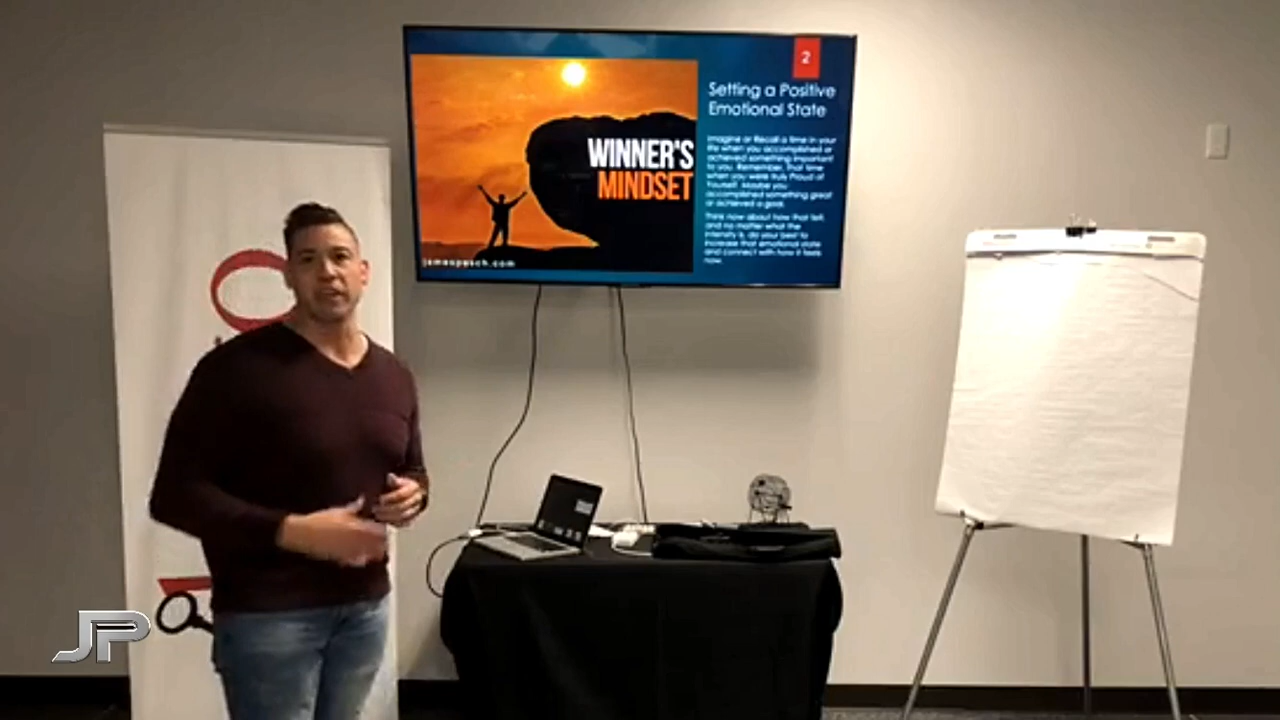 2
Setting a Positive
Emotional State
WINNER'S
MINDSET
Imagine or Recall a time in your
life when you accomplished or
achieved something important
to you. Remember, that time
when you were truly Proud of
Yourself. Maybe you
accomplished something great
or achieved a goal.
Think now about how that felt
and no matter what the
intensity is, do your best to
increase that emotional state
and connect with how it feels
now.
JP